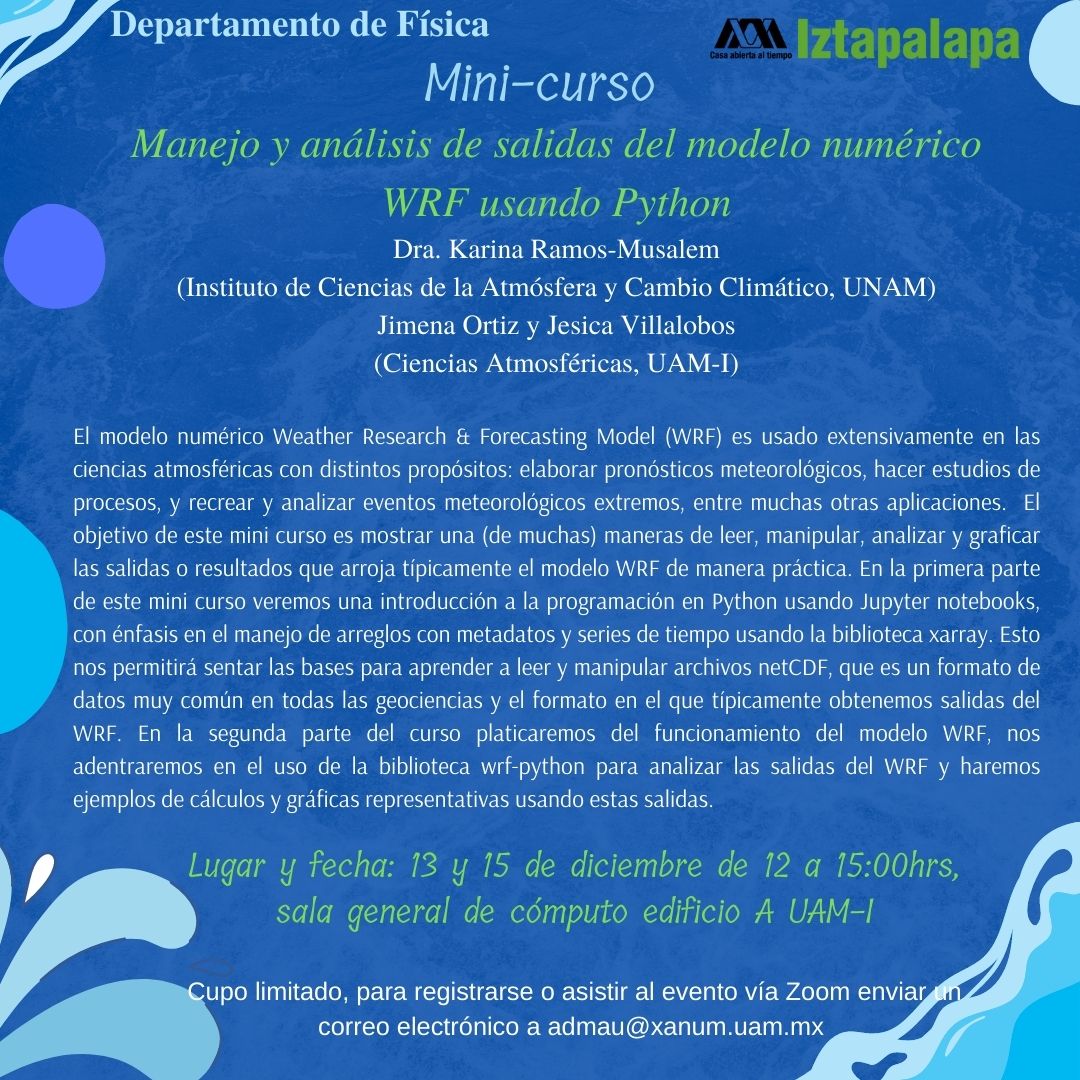 Departamento de Física
Casa abierta al tiempo Iztapalapa
Mini-curso
Manejo y análisis de salidas del modelo numérico
WRF usando Python
Dra. Karina Ramos-Musalem
(Instituto de Ciencias de la Atmósfera y Cambio Climático, UNAM)
Jimena Ortiz y Jesica Villalobos
(Ciencias Atmosféricas, UAM-I)
El modelo numérico Weather Research & Forecasting Model (WRF) es usado extensivamente en las
ciencias atmosféricas con distintos propósitos: elaborar pronósticos meteorológicos, hacer estudios de
procesos, y recrear y analizar eventos meteorológicos extremos, entre muchas otras aplicaciones. El
objetivo de este mini curso es mostrar una (de muchas) maneras de leer, manipular, analizar y graficar
las salidas o resultados que arroja típicamente el modelo WRF de manera práctica. En la primera parte
de este mini curso veremos una introducción a la programación en Python usando Jupyter notebooks,
con énfasis en el manejo de arreglos con metadatos y series de tiempo usando la biblioteca xarray. Esto
nos permitirá sentar las bases para aprender a leer y manipular archivos netCDF, que es un formato de
datos muy común en todas las geociencias y el formato en el que típicamente obtenemos salidas del
WRF. En la segunda parte del curso platicaremos del funcionamiento del modelo WRF, nos
adentraremos en el uso de la biblioteca wrf-python para analizar las salidas del WRF y haremos
ejemplos de cálculos y gráficas representativas usando estas salidas.
Lugar y fecha: 13 y 15 de diciembre de 12 a 15:00hrs,
sala general de cómputo edificio A UAM-I
Cupo limitado, para registrarse o asistir al evento vía Zoom enviar un
correo electrónico a admau@xanum.uam.mx